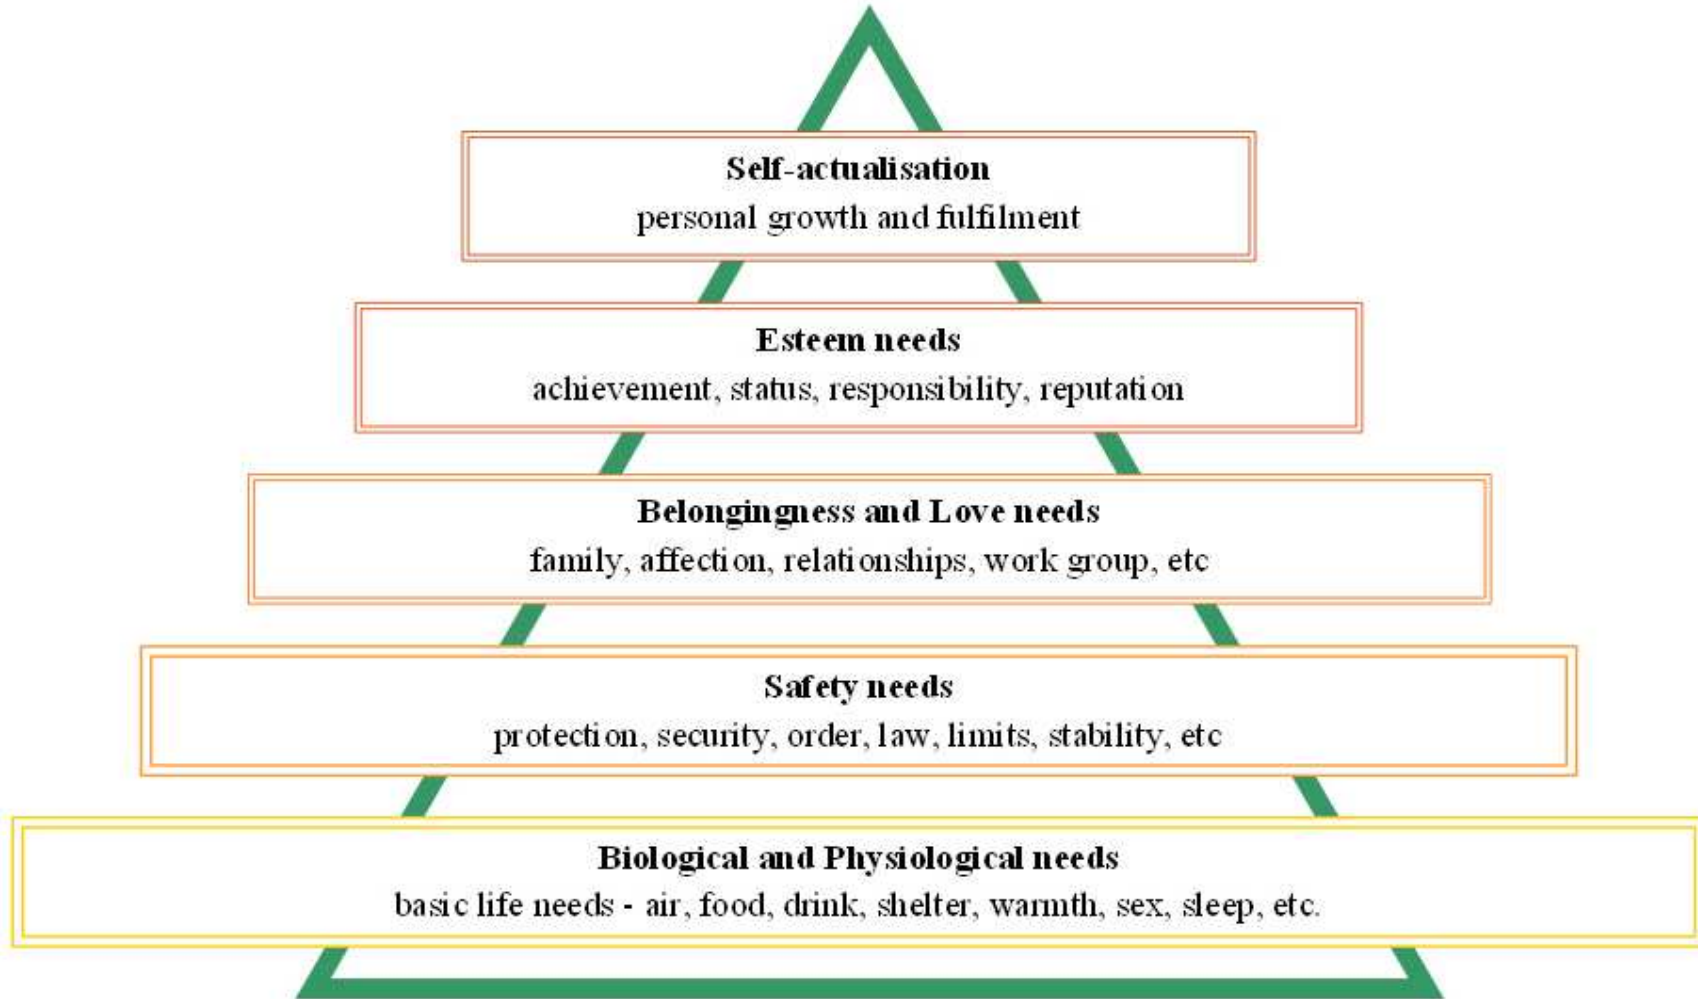 Self-actualisation
personal growth and fulfilment
Esteem needs
achievement, status, responsibility, reputation
Belongingness and Love needs
family, affection, relationships, work group, etc
Safety needs
protection, security, order, law, limits, stability, etc
Biological and Physiological needs
basic life needs - air, food, drink, shelter, warmth, sex, sleep, etc.